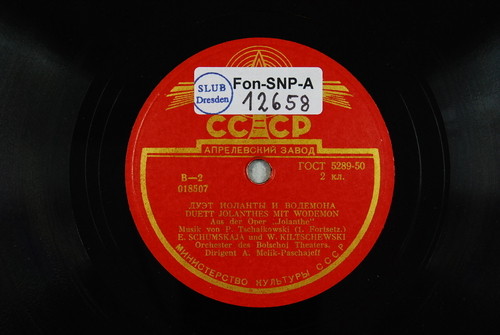 SLUB
Dresden
Fon-SNP-A
12658
СССР
АПРЕЛЕВСКИЙ ЗАВОД
ГОСТ 5289-50
В—2
2 кл.
018507
ДУЭТ ИОЛАНТЫ И ВОДЕМОНА
DUETT JOLANTHES MIT WODEMON
Aus der Oper „Jolanthe"
Musik von P. Tschaikowski (1. Fortsetz.)
E. SCHUMSKAJA und W. KILTSCHEWSKI
Orchester des Bolschoj Theaters.
Dirigent A. Melik-Paschajeff
МИНИСТЕРСТВО КУЛЬТУРЫ СССР